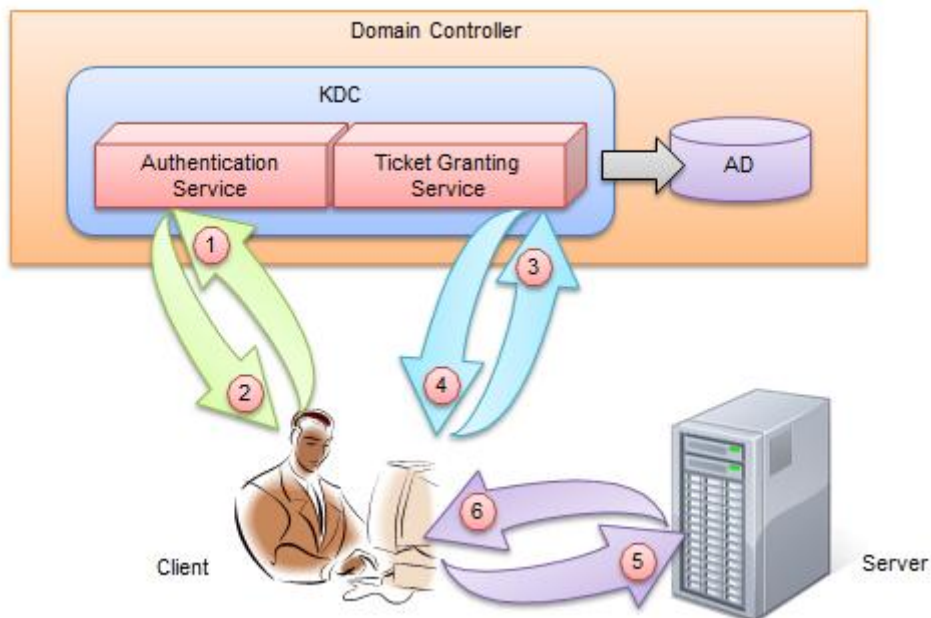 Domain Controller
KDC
Authentication
Service
Ticket Granting
Service
AD
1
3
2
4
6
5
Client
Server